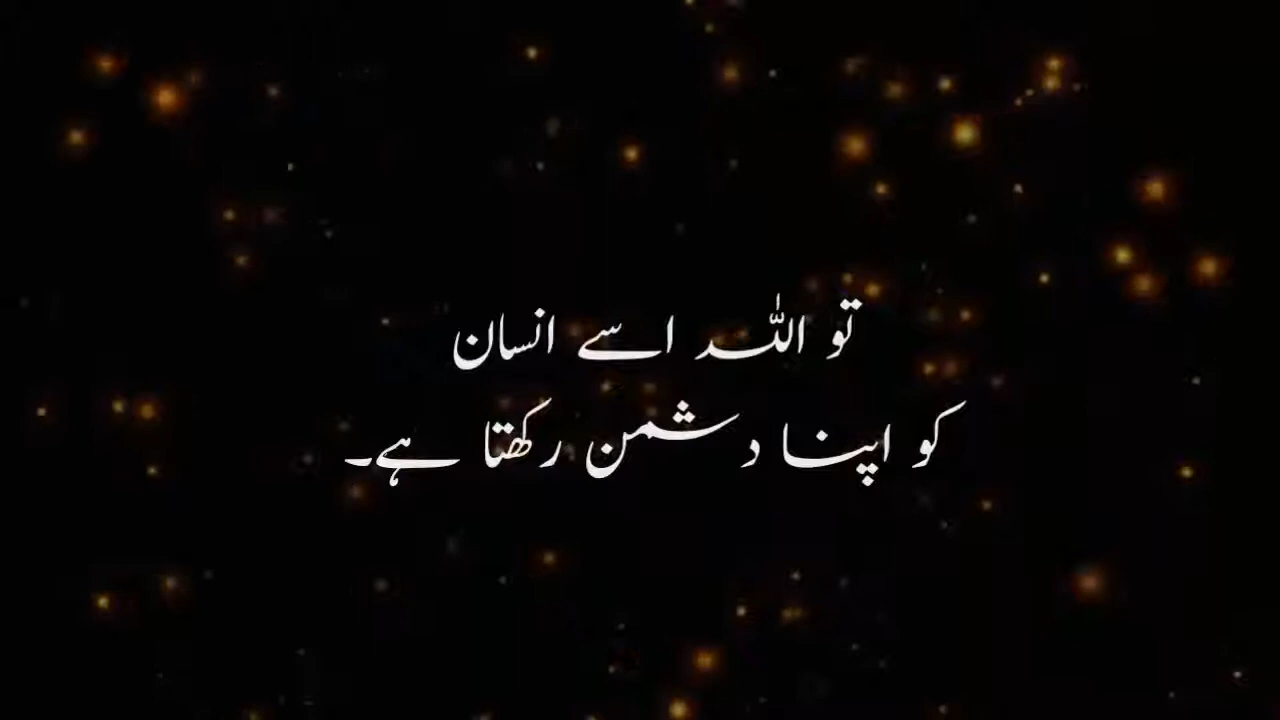 تو اللہ اسے انسان
کو اپنا دشمن رکھتا ہے۔